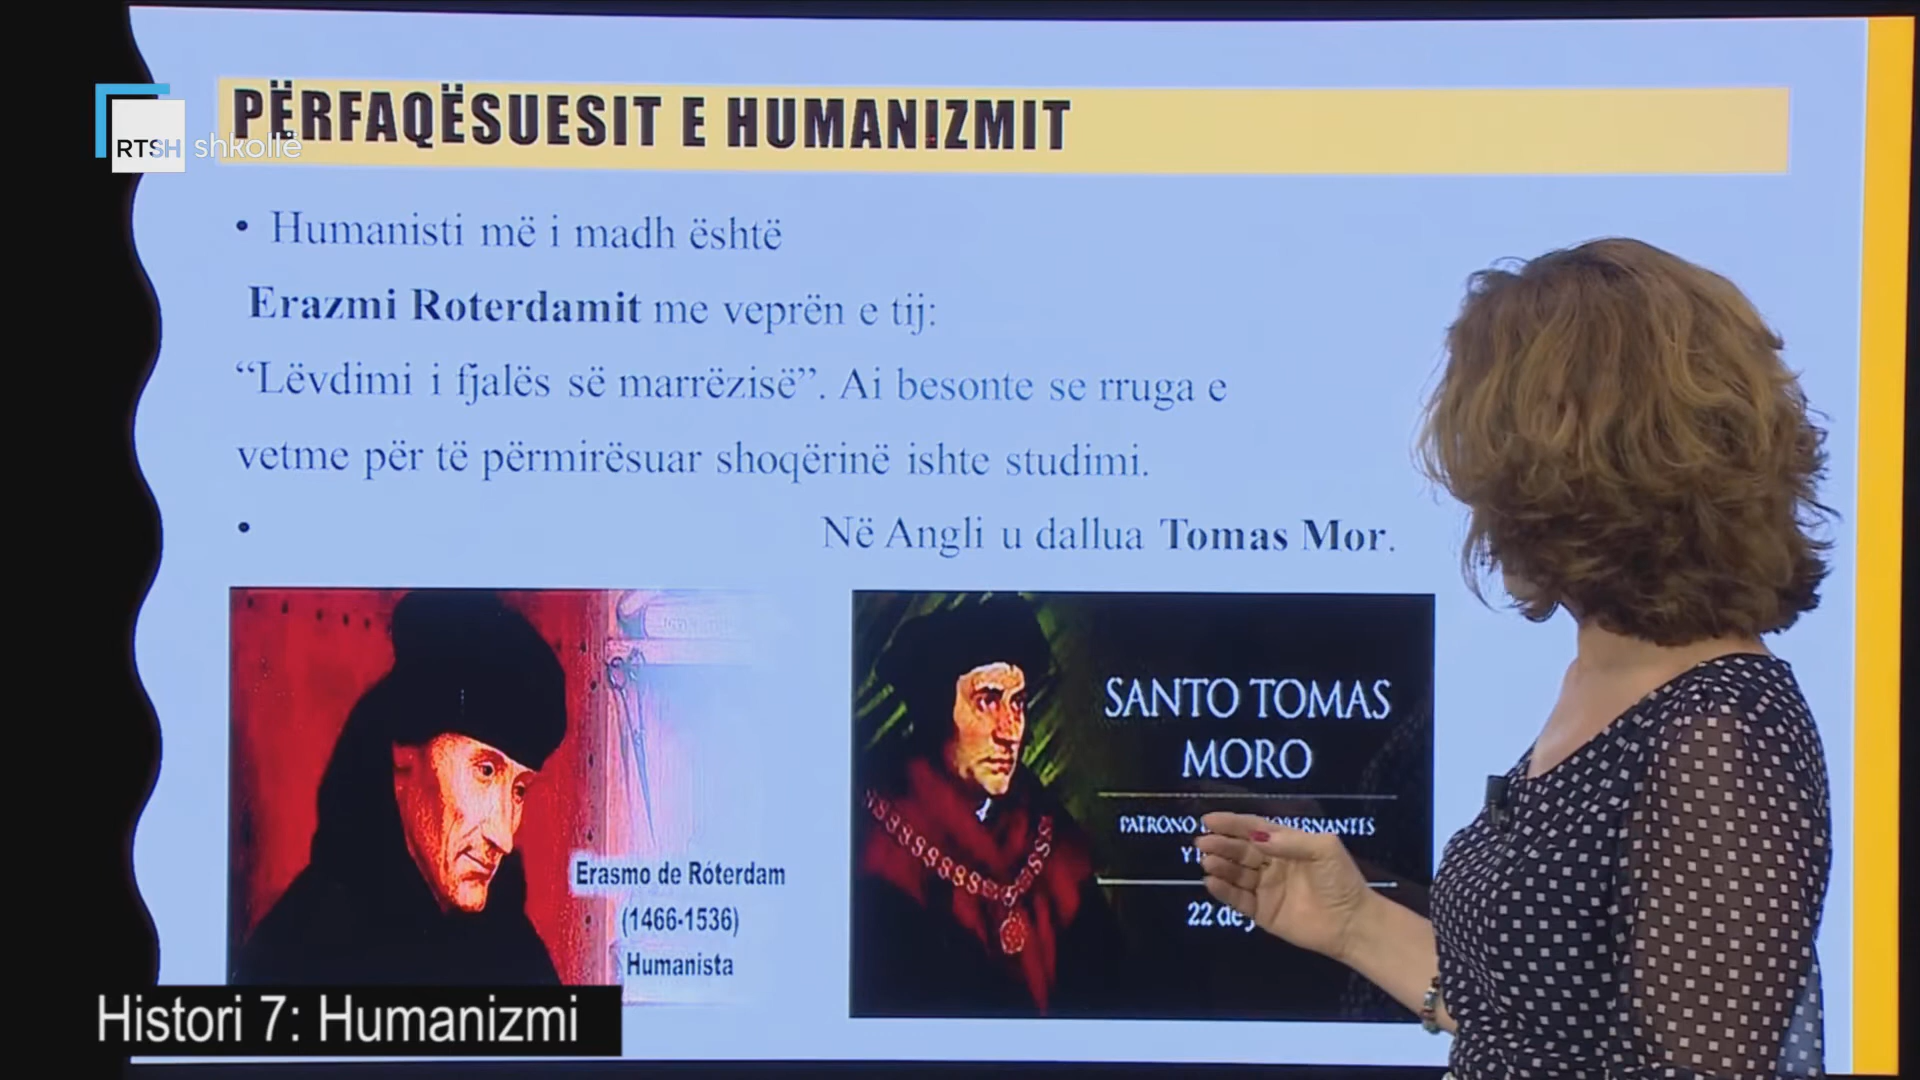 PËRFAQËSUESIT E HUMANIZMIT
RTSH shkollë
• Humanisti më i madh është
Erazmi Roterdamit me veprën e tij:
“Lëvdimi i fjalës së marrëzisë”. Ai besonte se rruga e
vetme për të përmirësuar shoqërinë ishte studimi.
• Në Angli u dallua Tomas Mor.
Erasmo de Róterdam
(1466-1536)
Humanista
SANTO TOMAS
MORO
PATRONO
22 de
Histori 7: Humanizmi